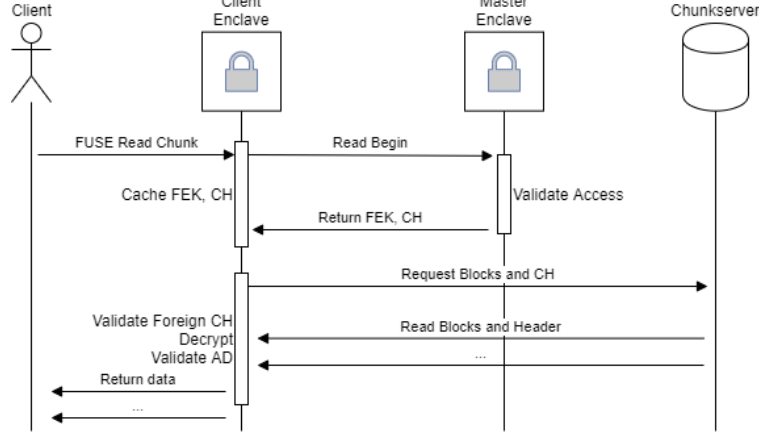 Client
Client
Enclave
Master
Enclave
Chunkserver
FUSE Read Chunk
Read Begin
Cache FEK, CH
Validate Access
Return FEK, CH
Request Blocks and CH
Validate Foreign CH
Decrypt
Validate AD
Read Blocks and Header
...
Return data
...